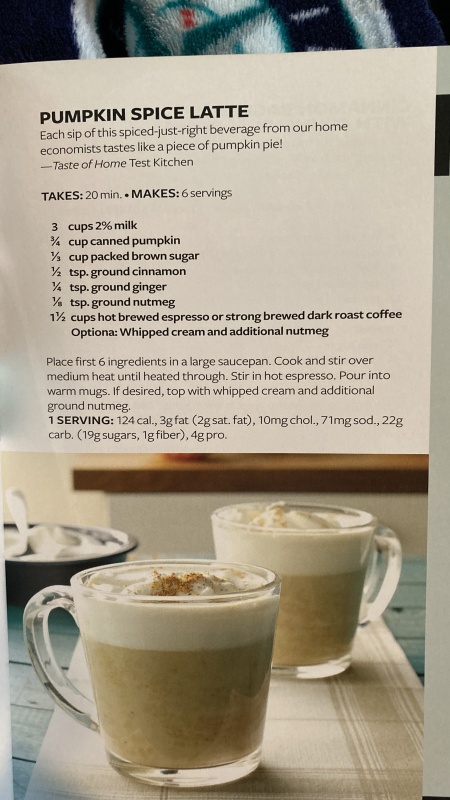 PUMPKIN SPICE LATTE
Each sip of this spiced-just-right beverage from our home
economists tastes like a piece of pumpkin pie!
—Taste of Home Test Kitchen
TAKES: 20 min. • MAKES: 6 servings
3 cups 2% milk
¾ cup canned pumpkin
⅓ cup packed brown sugar
½ tsp. ground cinnamon
¼ tsp. ground ginger
⅛ tsp. ground nutmeg
1½ cups hot brewed espresso or strong brewed dark roast coffee
Optiona: Whipped cream and additional nutmeg
Place first 6 ingredients in a large saucepan. Cook and stir over
medium heat until heated through. Stir in hot espresso. Pour into
warm mugs. If desired, top with whipped cream and additional
ground nutmeg.
1 SERVING: 124 cal., 3g fat (2g sat. fat), 10mg chol., 71mg sod., 22g
carb. (19g sugars, 1g fiber), 4g pro.